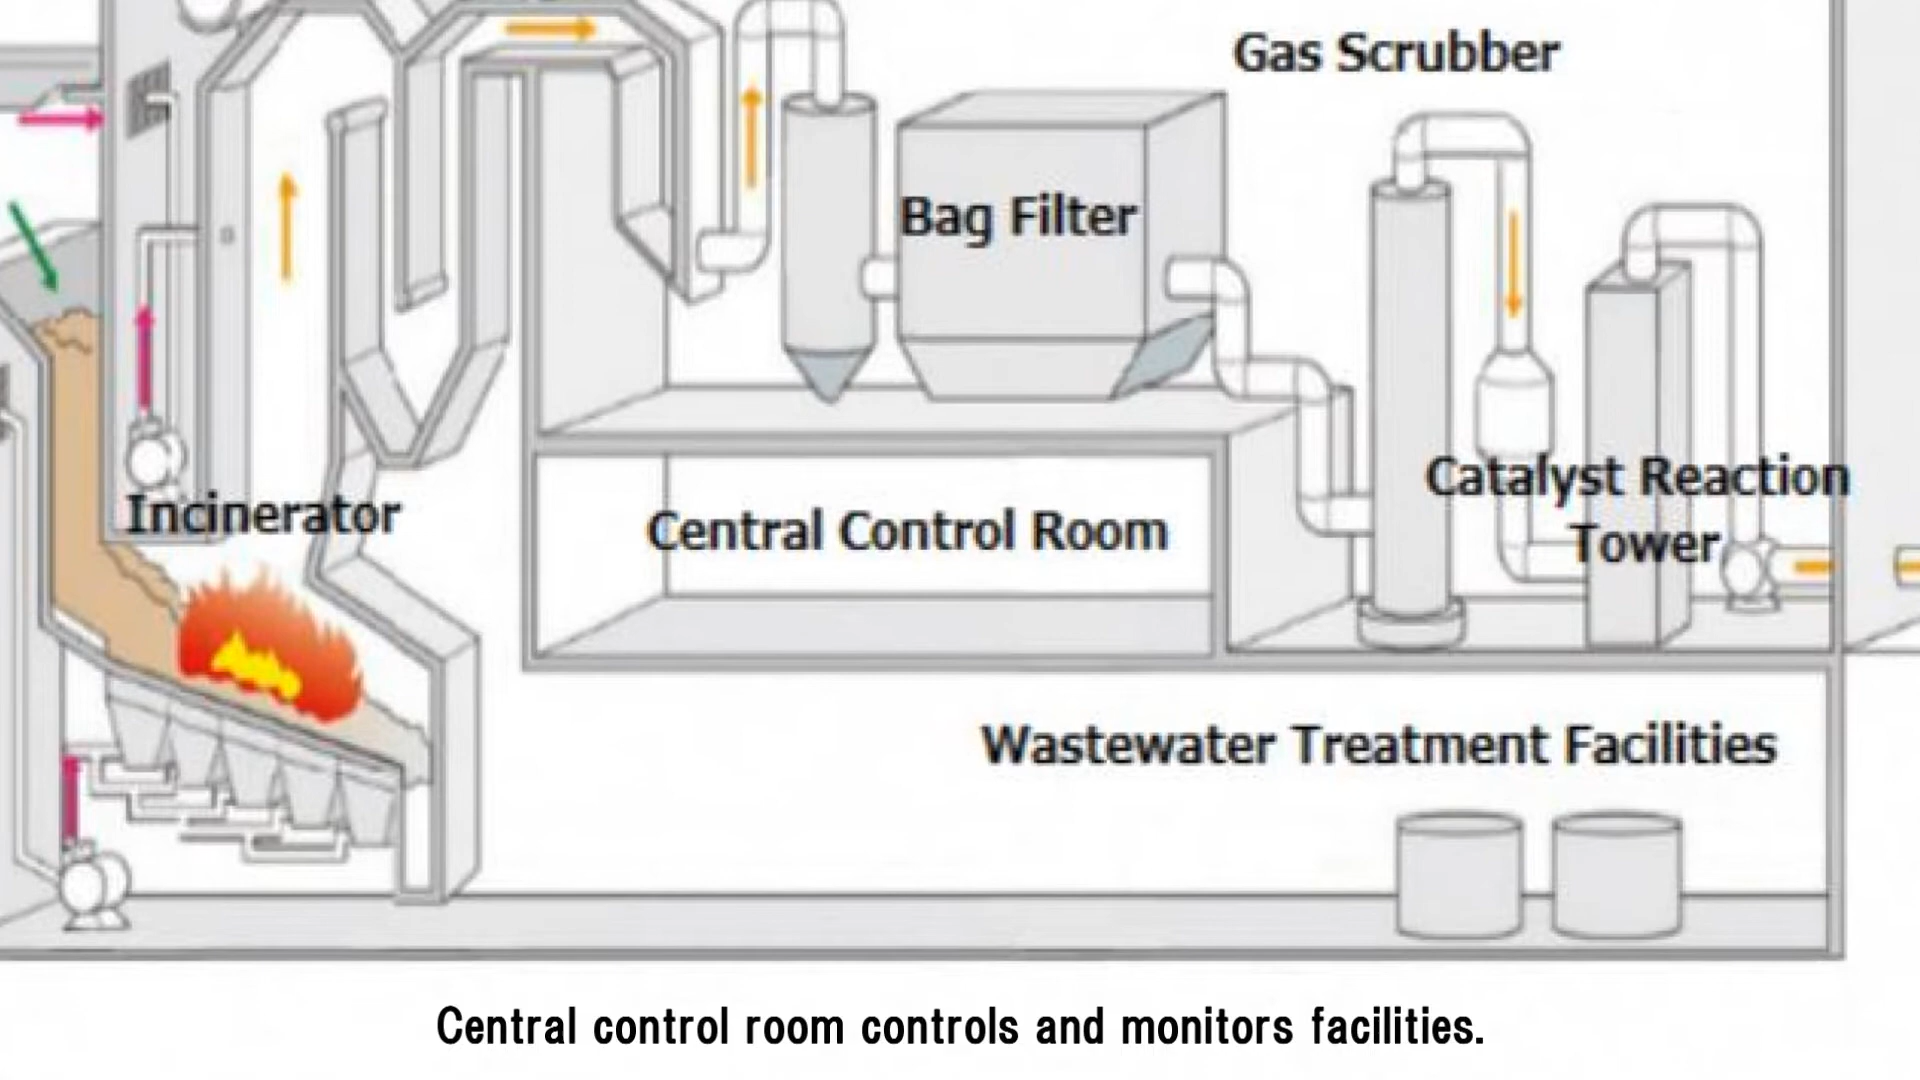 Gas Scrubber
Bag Filter
Incinerator
Central Control Room
Catalyst Reaction
Tower
Wastewater Treatment Facilities
Central control room controls and monitors facilities.